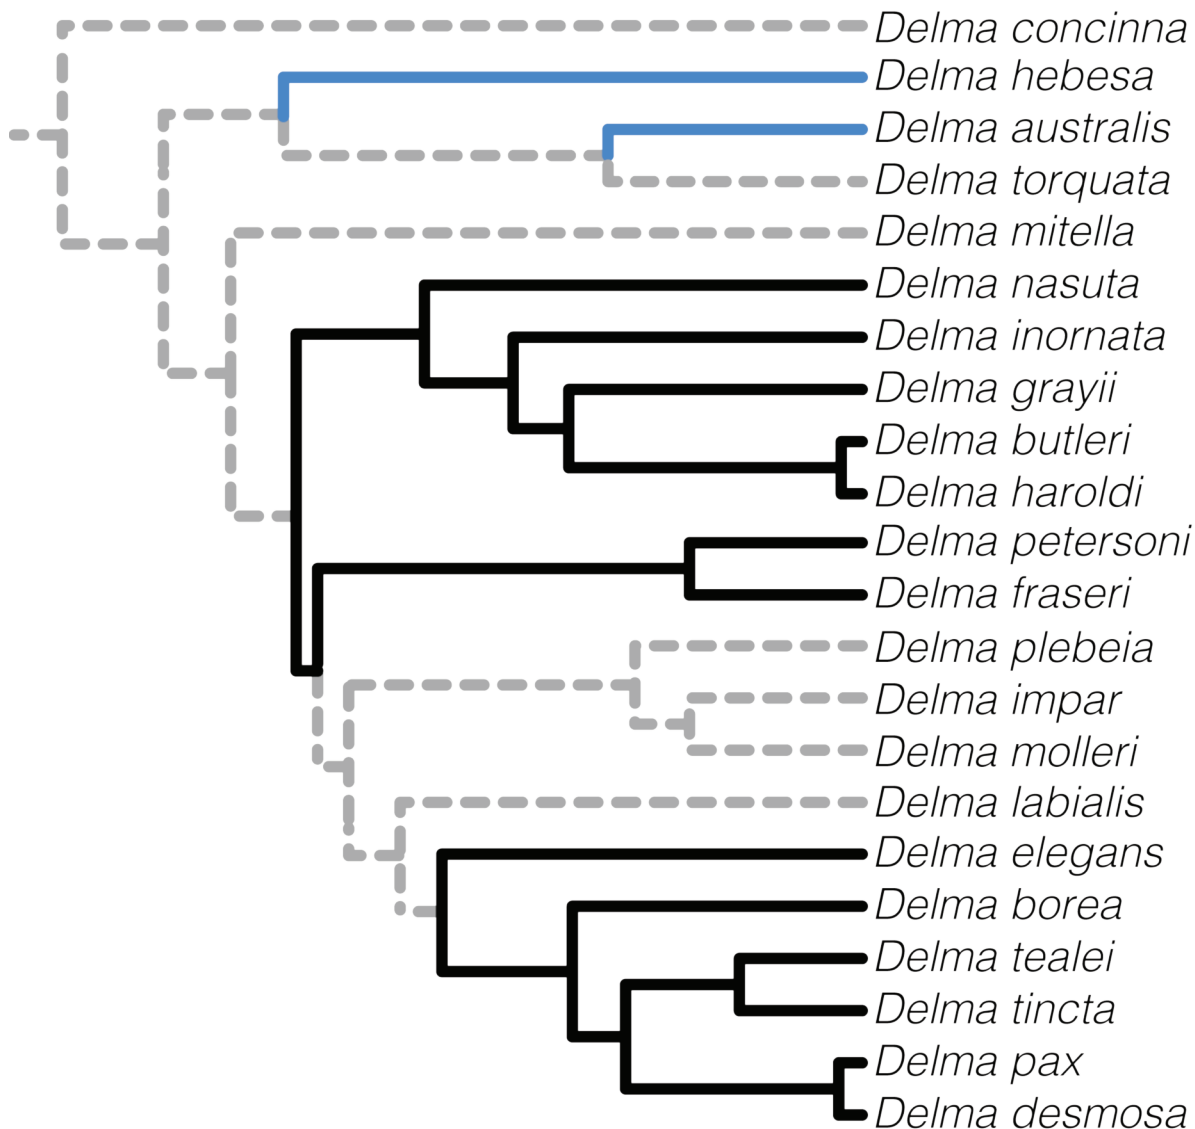 Delma concinna
Delma hebesa
Delma australis
Delma torquata
Delma mitella
Delma nasuta
Delma inornata
Delma grayii
Delma butleri
Delma haroldi
Delma petersoni
Delma fraseri
Delma plebeia
Delma impar
Delma molleri
Delma labialis
Delma elegans
Delma borea
Delma tealei
Delma tincta
Delma pax
Delma desmosa